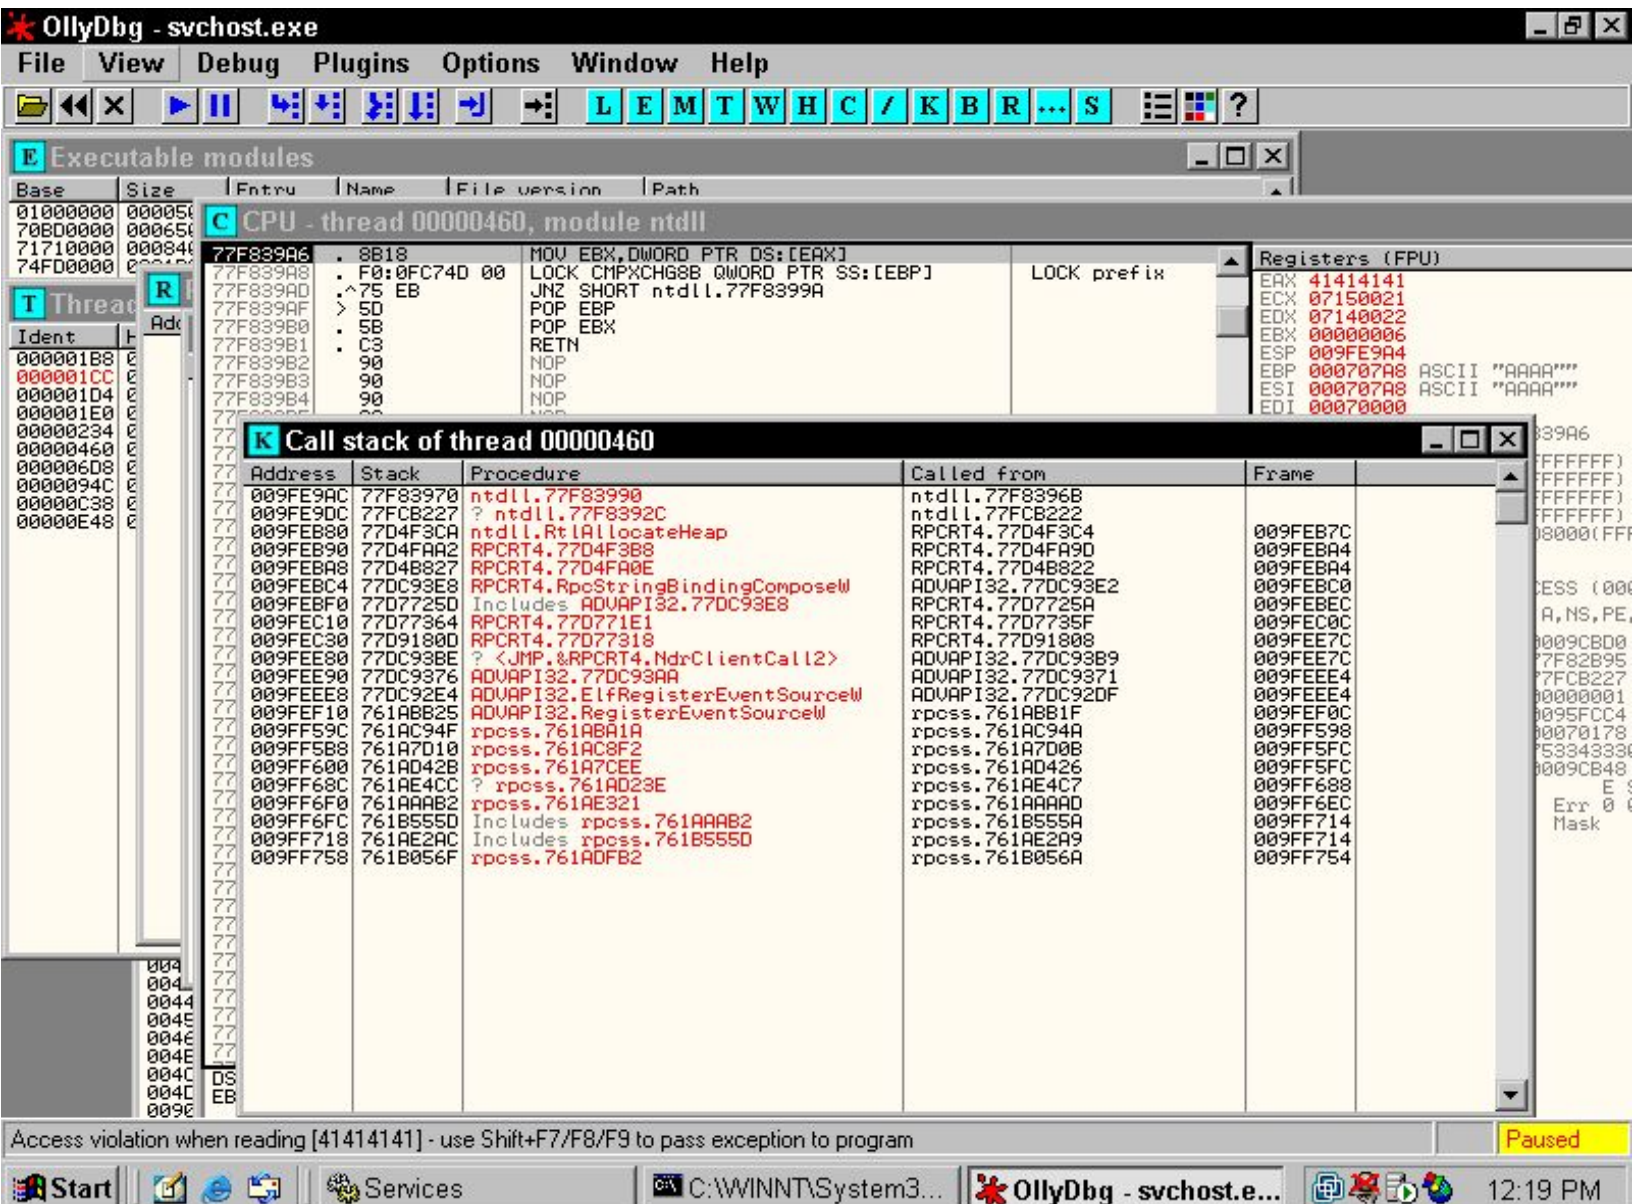 OllyDbg - svchost.exe
File View Debug Plugins Options Window Help
L E M T W H C / K B R ... S ?
E Executable modules
Base Size Entry Name File version Path
01000000
70BD0000
71710000
74FD0000
C CPU - thread 00000460, module ntdll
77F839A6 . 8B18 MOV EBX,DWORD PTR DS:[EAX]
77F839A8 . F0:0FC74D 00 LOCK CMPXCHG8B QWORD PTR SS:[EBP] LOCK prefix
77F839AD .^75 EB JNZ SHORT ntdll.77F8399A
77F839AF > 5D POP EBP
77F839B0 . 5B POP EBX
77F839B1 . C3 RETN
77F839B2 90 NOP
77F839B3 90 NOP
77F839B4 90 NOP
Registers (FPU)
EAX 41414141
ECX 07150021
EDX 07140022
EBX 00000006
ESP 009FE9A4
EBP 000707A8 ASCII "AAAA""""
ESI 000707A8 ASCII "AAAA""""
EDI 00070000
T Thread
Ident
000001B8
000001CC
000001D4
000001E0
00000234
00000460
000006D8
0000094C
00000C38
00000E48
K Call stack of thread 00000460
Address Stack Procedure Called from Frame
009FE9AC 77F83970 ntdll.77F83990 ntdll.77F8396B
009FE9DC 77FCB227 ? ntdll.77F8392C ntdll.77FCB222
009FEB80 77D4F3CA ntdll.RtlAllocateHeap RPCRT4.77D4F3C4 009FEB7C
009FEB90 77D4FAA2 RPCRT4.77D4F3B8 RPCRT4.77D4FA9D 009FEBA4
009FEBA8 77D4B827 RPCRT4.77D4FA0E RPCRT4.77D4B822 009FEBA4
009FEBC4 77DC93E8 RPCRT4.RpcStringBindingComposeW ADVAPI32.77DC93E2 009FEBC0
009FEBF0 77D7725D Includes ADVAPI32.77DC93E8 RPCRT4.77D7725A 009FEBEC
009FEC10 77D77364 RPCRT4.77D771E1 RPCRT4.77D7735F 009FEC0C
009FEC30 77D9180D RPCRT4.77D77318 RPCRT4.77D91808 009FEE7C
009FEE80 77DC93BE ? <JMP.&RPCRT4.NdrClientCall2> ADVAPI32.77DC93B9 009FEE7C
009FEE90 77DC9376 ADVAPI32.77DC93AA ADVAPI32.77DC9371 009FEEE4
009FEEE8 77DC92E4 ADVAPI32.ElfRegisterEventSourceW ADVAPI32.77DC92DF 009FEEE4
009FEF10 761ABB25 ADVAPI32.RegisterEventSourceW rpcss.761ABB1F 009FEF0C
009FF59C 761AC94F rpcss.761ABA1A rpcss.761AC94A 009FF598
009FF5B8 761A7D10 rpcss.761AC8F2 rpcss.761A7D0B 009FF5FC
009FF600 761AD42B rpcss.761A7CEE rpcss.761AD426 009FF5FC
009FF68C 761AE4CC ? rpcss.761AD23E rpcss.761AE4C7 009FF688
009FF6F0 761AAAB2 rpcss.761AE321 rpcss.761AAAAD 009FF6EC
009FF6FC 761B555D Includes rpcss.761AAAB2 rpcss.761B555A 009FF714
009FF718 761AE2AC Includes rpcss.761B555D rpcss.761AE2A9 009FF714
009FF758 761B056F rpcss.761ADFB2 rpcss.761B056A 009FF754
Access violation when reading [41414141] - use Shift+F7/F8/F9 to pass exception to program Paused
Start Services C:\WINNT\System3... OllyDbg - svchost.e... 12:19 PM